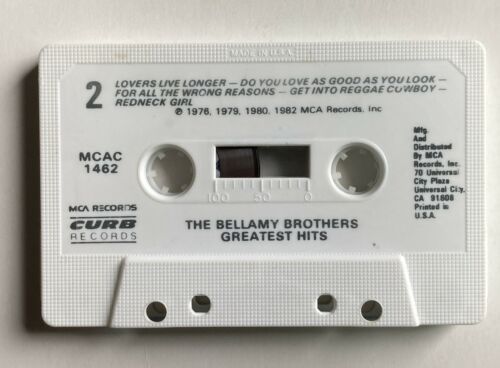 MADE IN U.S.A.
2
LOVERS LIVE LONGER — DO YOU LOVE AS GOOD AS YOU LOOK —
FOR ALL THE WRONG REASONS — GET INTO REGGAE COWBOY —
REDNECK GIRL
℗ 1976, 1979, 1980, 1982 MCA Records, Inc
MCAC
1462
100 50 0
Mfg.
And
Distributed
By MCA
Records, Inc.
70 Universal
City Plaza
Universal City,
CA 91608
Printed in
U.S.A.
MCA RECORDS
CURB
RECORDS
THE BELLAMY BROTHERS
GREATEST HITS